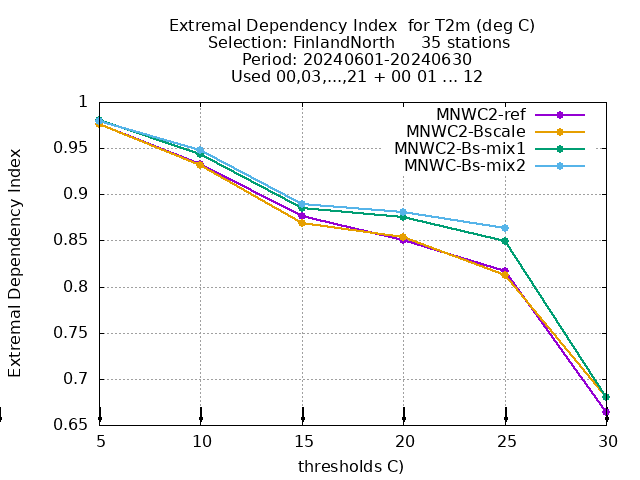 Extremal Dependency Index  for T2m (deg C)
Selection: FinlandNorth     35 stations
Period: 20240601-20240630
Used 00,03,...,21 + 00 01 ... 12
MNWC2-ref
MNWC2-Bscale
MNWC2-Bs-mix1
MNWC-Bs-mix2
Extremal Dependency Index
1
0.95
0.9
0.85
0.8
0.75
0.7
0.65
5 10 15 20 25 30
thresholds C)